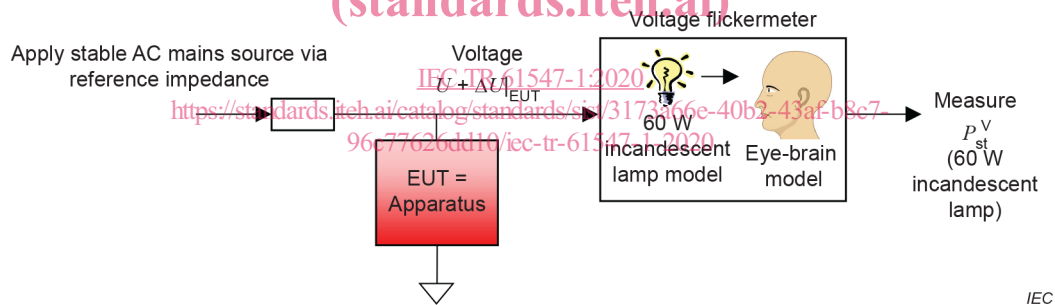 (standards.iteh.ai)
Voltage flickermeter
Apply stable AC mains source via
reference impedance
Voltage
U + ΔU|EUT
IEC TR 61547-1:2020
https://standards.iteh.ai/catalog/standards/sist/3173a66e-40b2-43af-b8c7-
96c77626dd10/iec-tr-61547-1-2020
60 W
incandescent
lamp model
Eye-brain
model
EUT =
Apparatus
Measure
P st V
(60 W
incandescent
lamp)
IEC